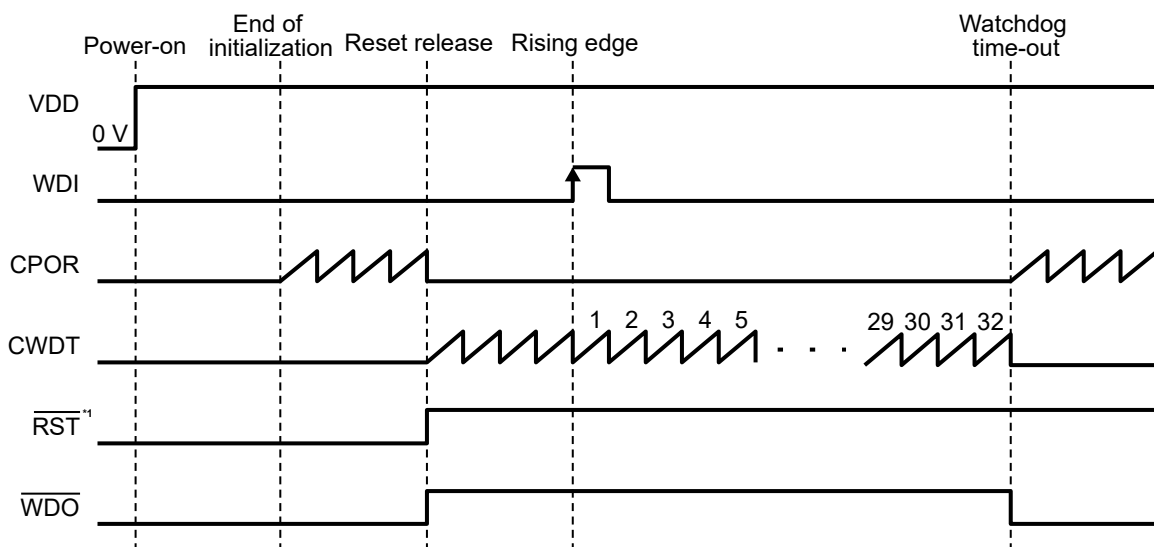 End of
initialization
Power-on
Reset release
Rising edge
Watchdog
time-out
VDD
0 V
WDI
CPOR
CWDT
1 2 3 4 5 29 30 31 32
RST *1
WDO